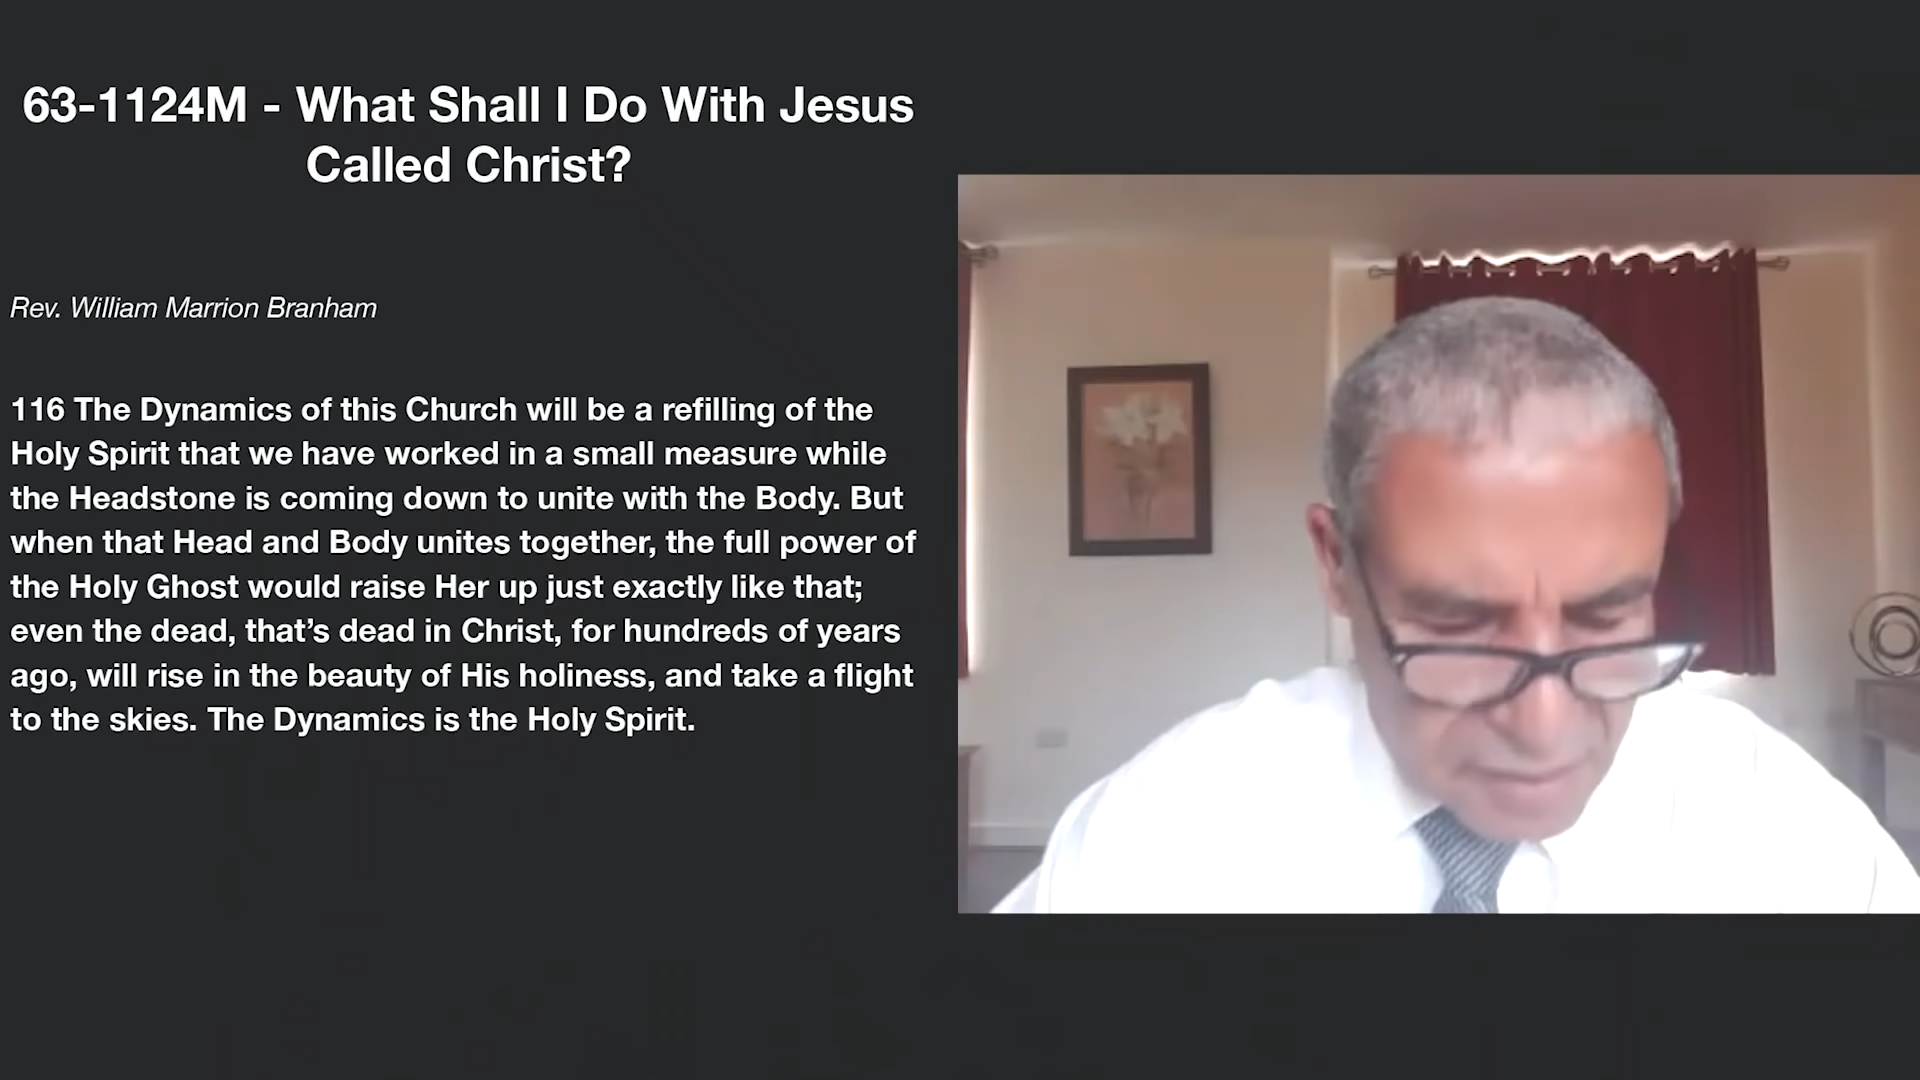 63-1124M - What Shall I Do With Jesus
Called Christ?
Rev. William Marrion Branham
116 The Dynamics of this Church will be a refilling of the
Holy Spirit that we have worked in a small measure while
the Headstone is coming down to unite with the Body. But
when that Head and Body unites together, the full power of
the Holy Ghost would raise Her up just exactly like that;
even the dead, that’s dead in Christ, for hundreds of years
ago, will rise in the beauty of His holiness, and take a flight
to the skies. The Dynamics is the Holy Spirit.